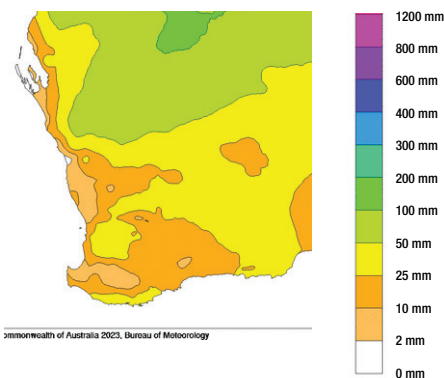 1200 mm
800 mm
600 mm
400 mm
300 mm
200 mm
100 mm
50 mm
25 mm
10 mm
2 mm
0 mm
ommonwealth of Australia 2023, Bureau of Meteorology